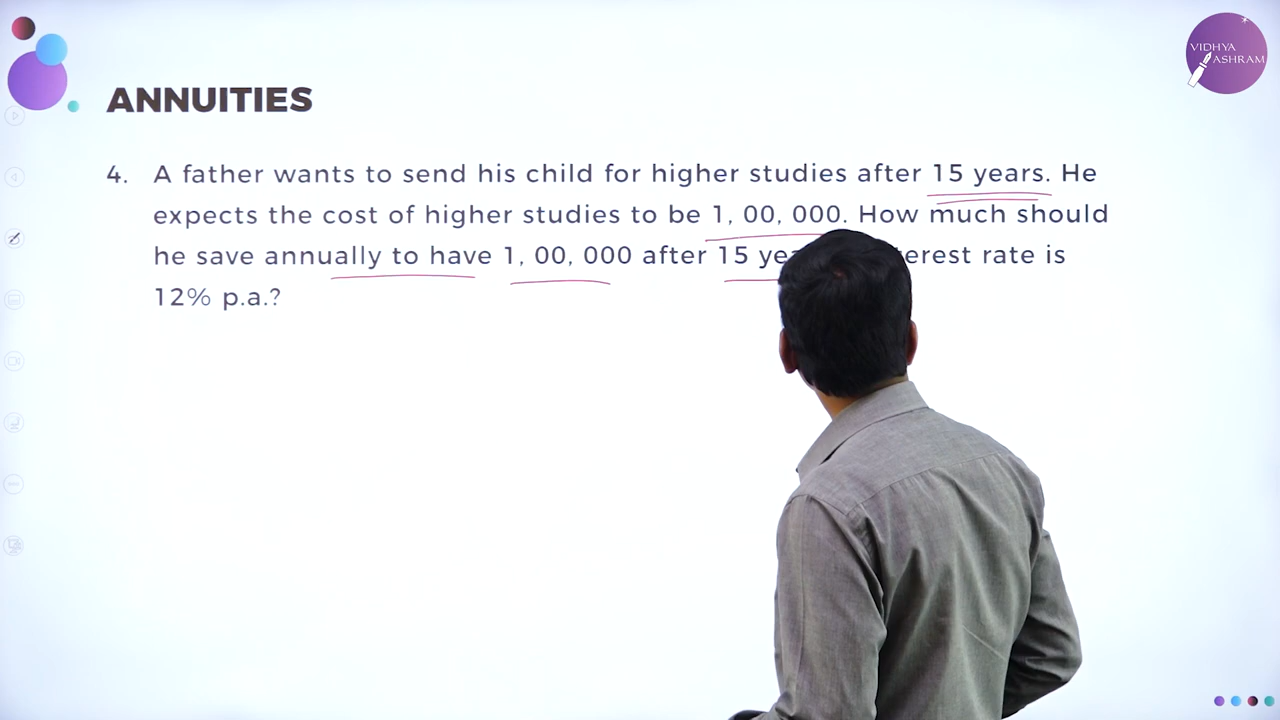 VIDHYA
ASHRAM
ANNUITIES
4. A father wants to send his child for higher studies after 15 years. He
expects the cost of higher studies to be 1, 00, 000. How much should
he save annually to have 1, 00, 000 after 15 rate is
12% p.a.?